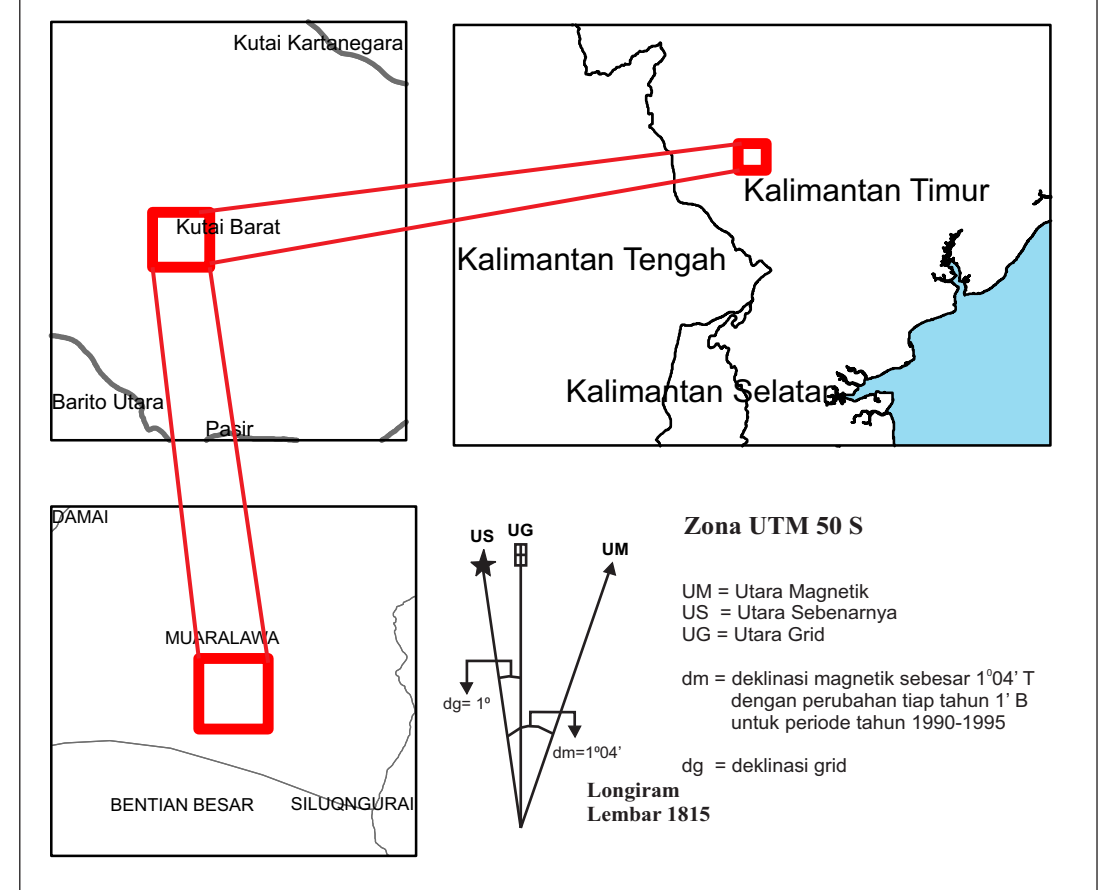 Kutai Kartanegara
Kutai Barat
Barito Utara
Pasir
Kalimantan Timur
Kalimantan Tengah
Kalimantan Selatan
DAMAI
MUARALAWA
BENTIAN BESAR
SILUQNGURAI
US
UG
UM
dg= 1º
dm=1º04’
Longiram
Lembar 1815
Zona UTM 50 S
UM = Utara Magnetik
US = Utara Sebenarnya
UG = Utara Grid
dm = deklinasi magnetik sebesar 1⁰04’ T
dengan perubahan tiap tahun 1’ B
untuk periode tahun 1990-1995
dg = deklinasi grid